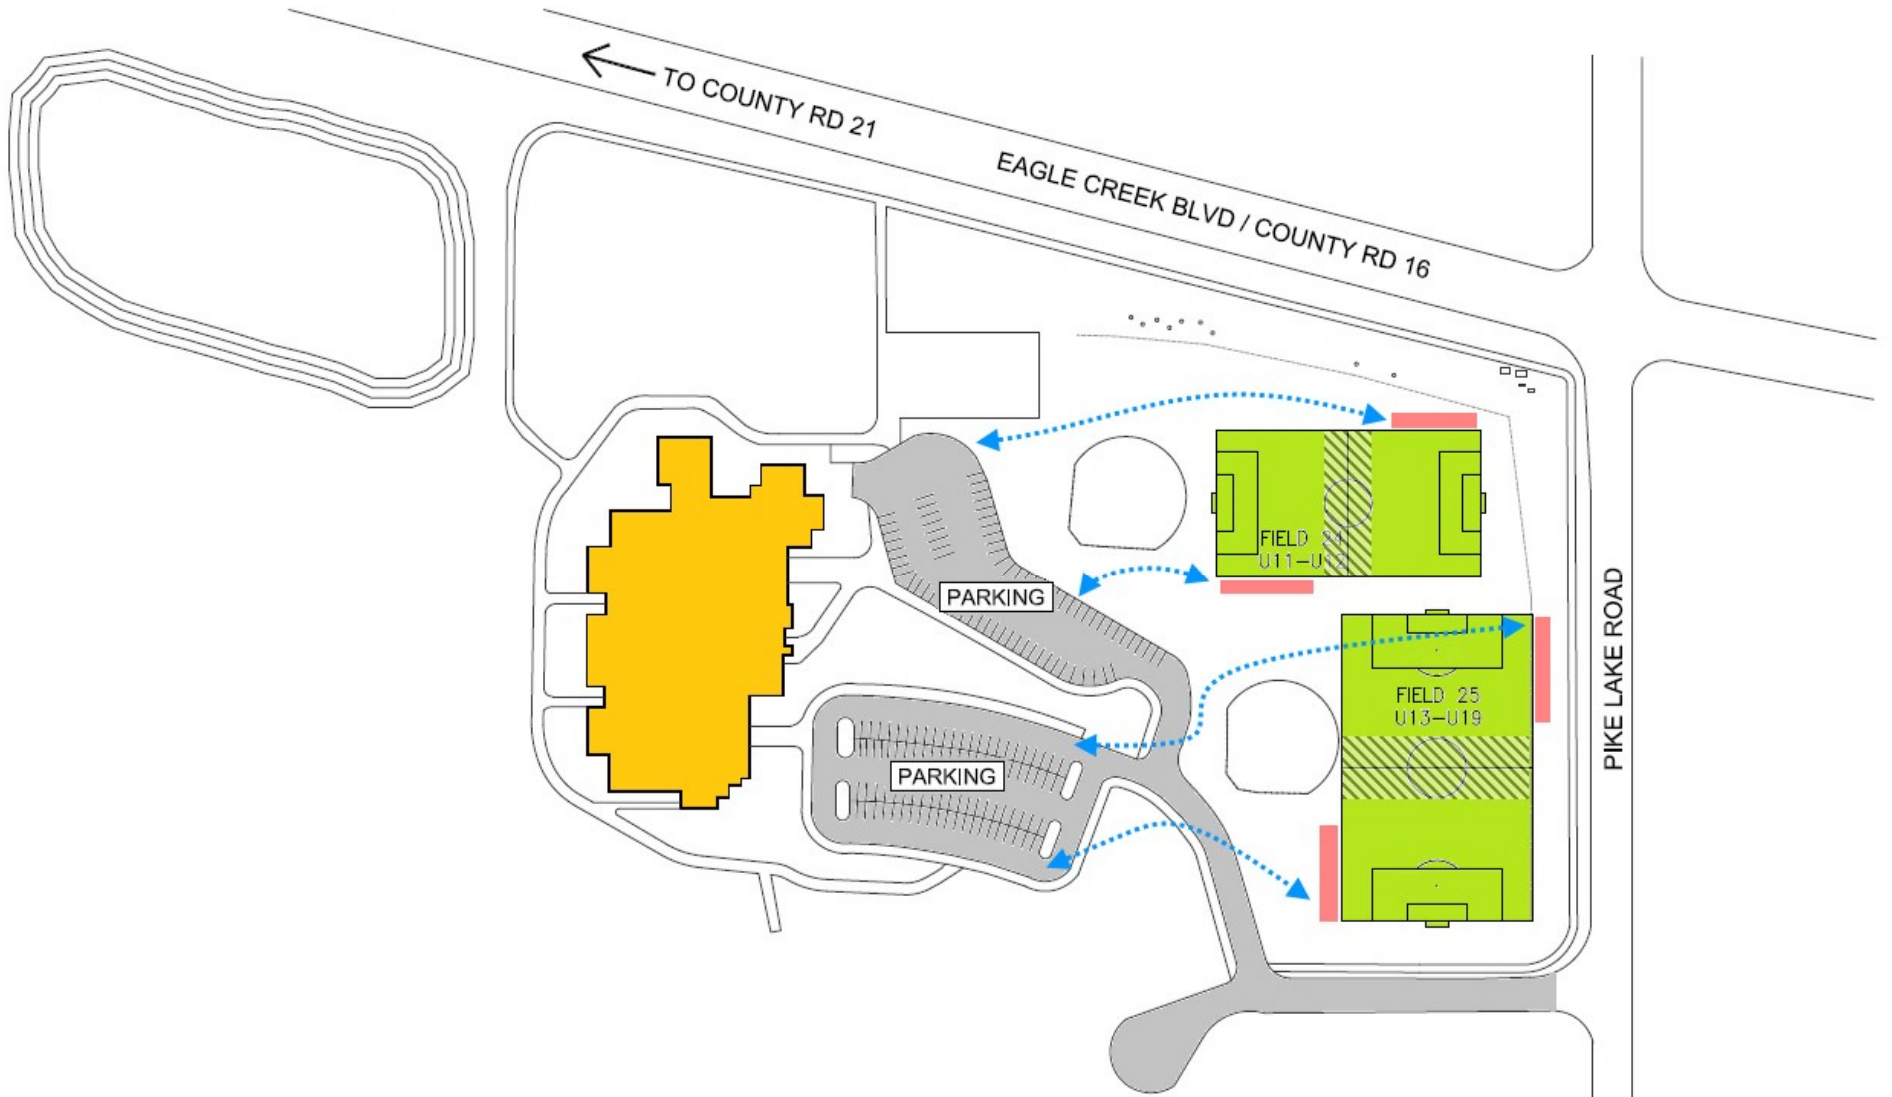 TO COUNTY RD 21
EAGLE CREEK BLVD / COUNTY RD 16
FIELD 24
U11-U12
PARKING
FIELD 25
U13-U19
PARKING
PIKE LAKE ROAD